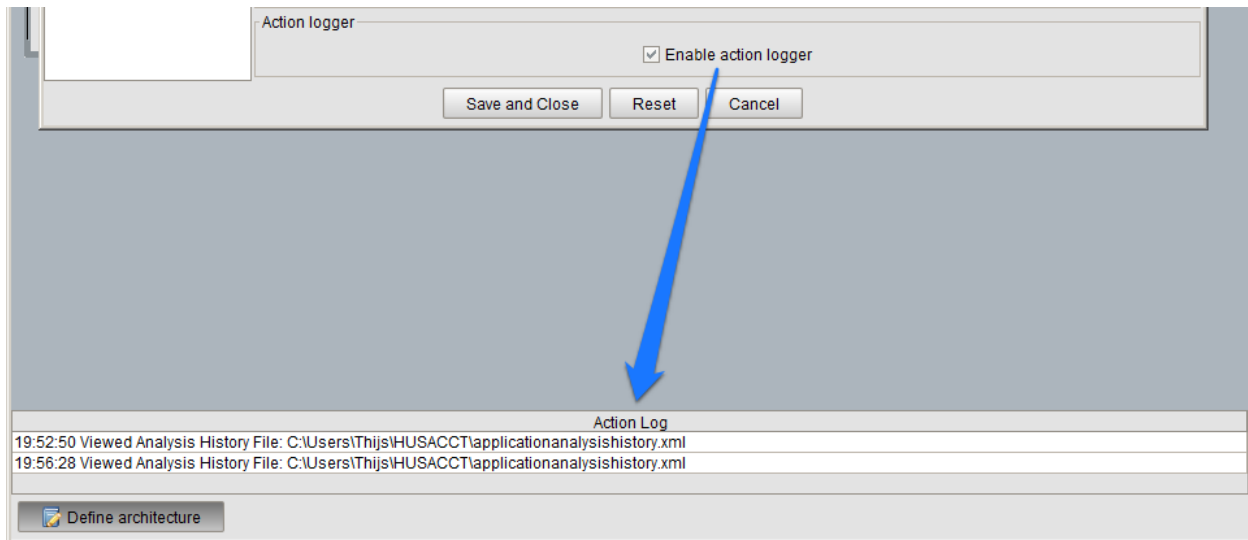 Action logger
Enable action logger
Save and Close Reset Cancel
Action Log
19:52:50 Viewed Analysis History File: C:\Users\Thijs\HUSACCT\applicationanalysishistory.xml
19:56:28 Viewed Analysis History File: C:\Users\Thijs\HUSACCT\applicationanalysishistory.xml
Define architecture